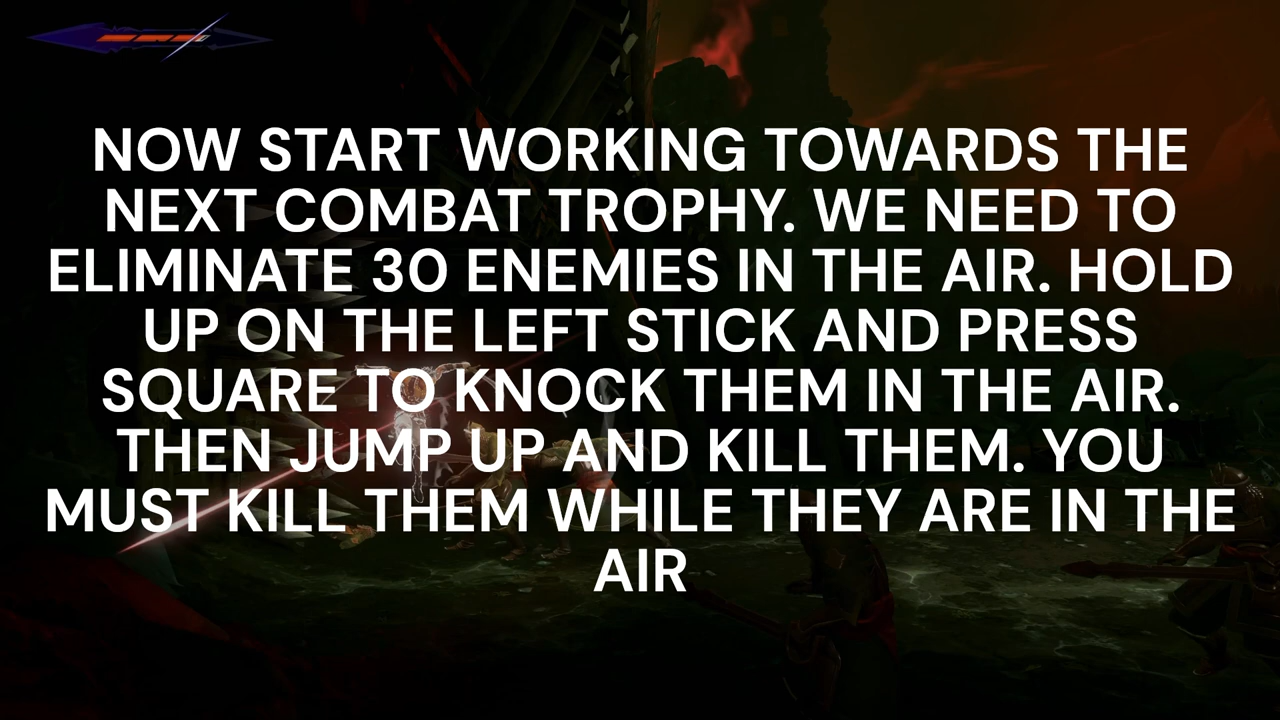 NOW START WORKING TOWARDS THE
NEXT COMBAT TROPHY. WE NEED TO
ELIMINATE 30 ENEMIES IN THE AIR. HOLD
UP ON THE LEFT STICK AND PRESS
SQUARE TO KNOCK THEM IN THE AIR.
THEN JUMP UP AND KILL THEM. YOU
MUST KILL THEM WHILE THEY ARE IN THE
AIR